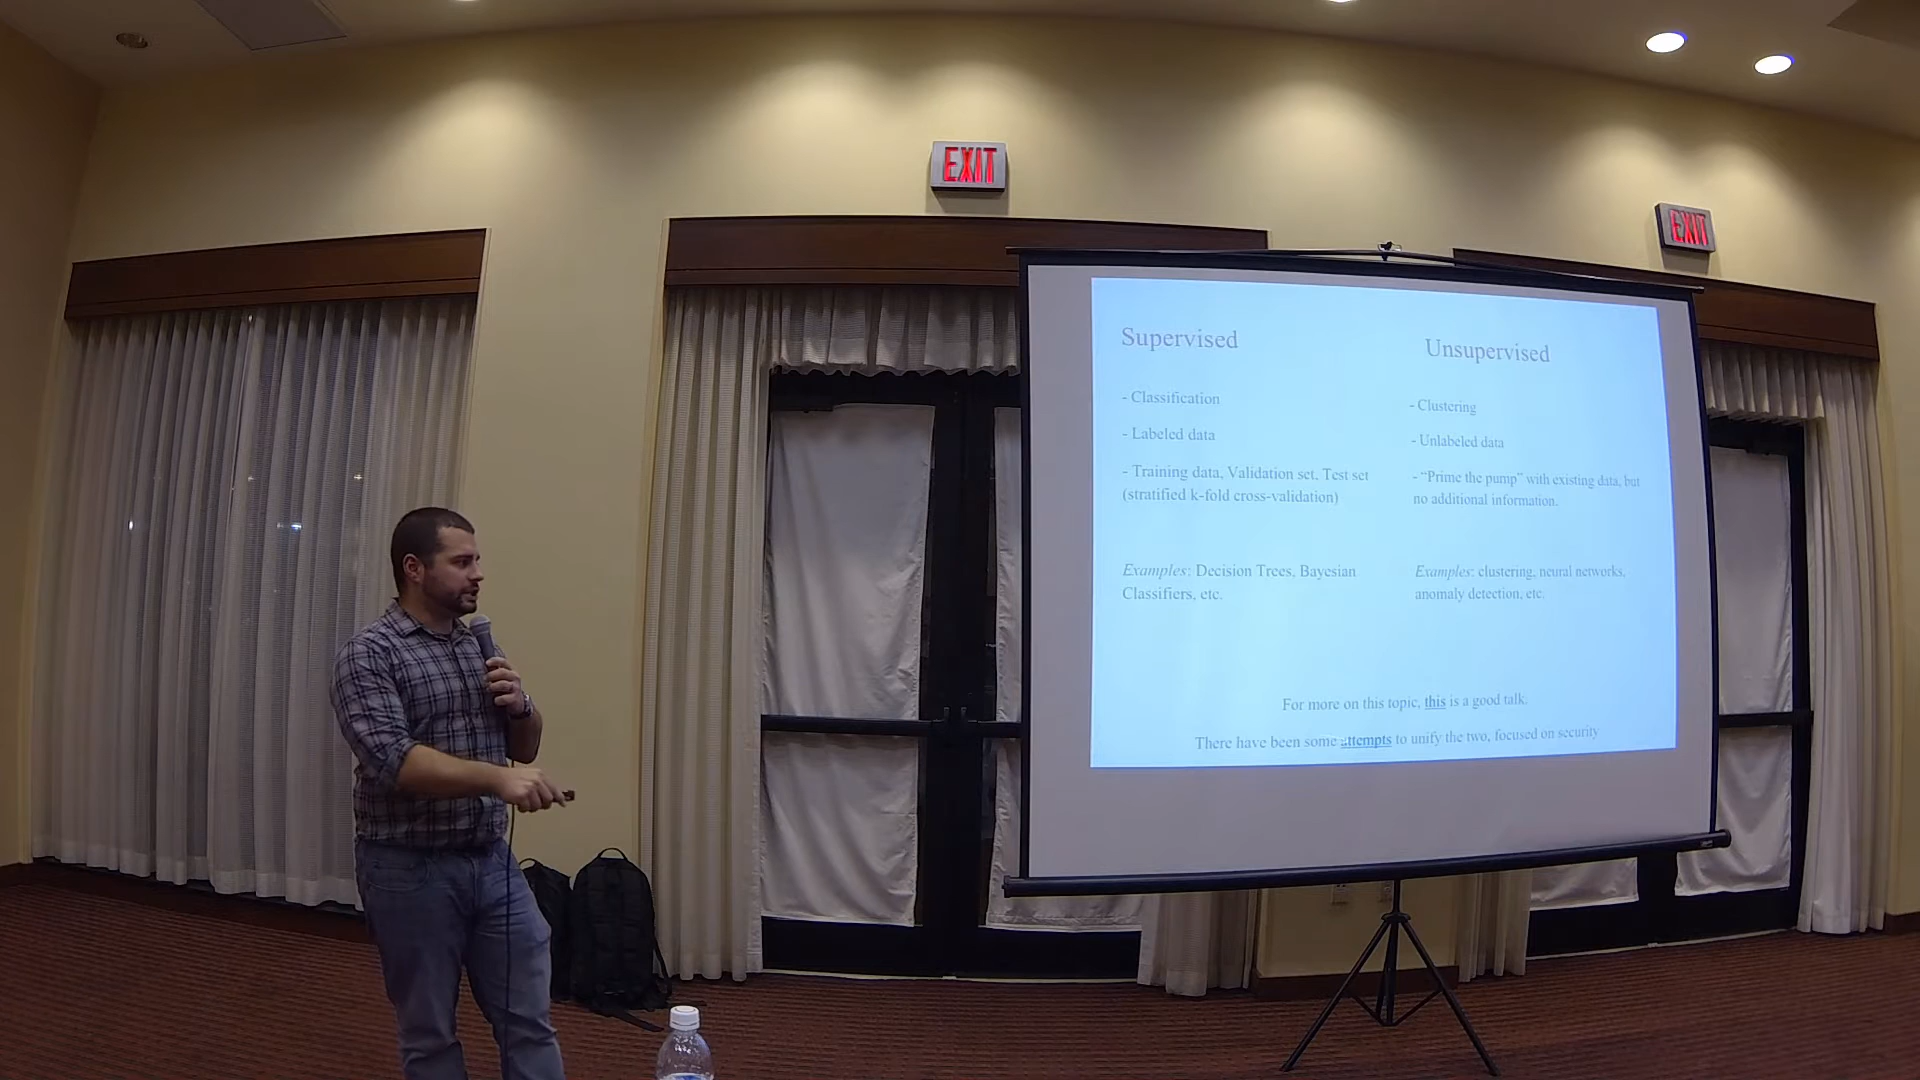 EXIT
EXIT
Supervised
- Classification
- Labeled data
- Training data, Validation set, Test set
(stratified k-fold cross-validation)
Examples: Decision Trees, Bayesian
Classifiers, etc.
Unsupervised
- Clustering
- Unlabeled data
- “Prime the pump” with existing data, but
no additional information.
Examples: clustering, neural networks,
anomaly detection, etc.
For more on this topic, this is a good talk.
There have been some attempts to unify the two, focused on security